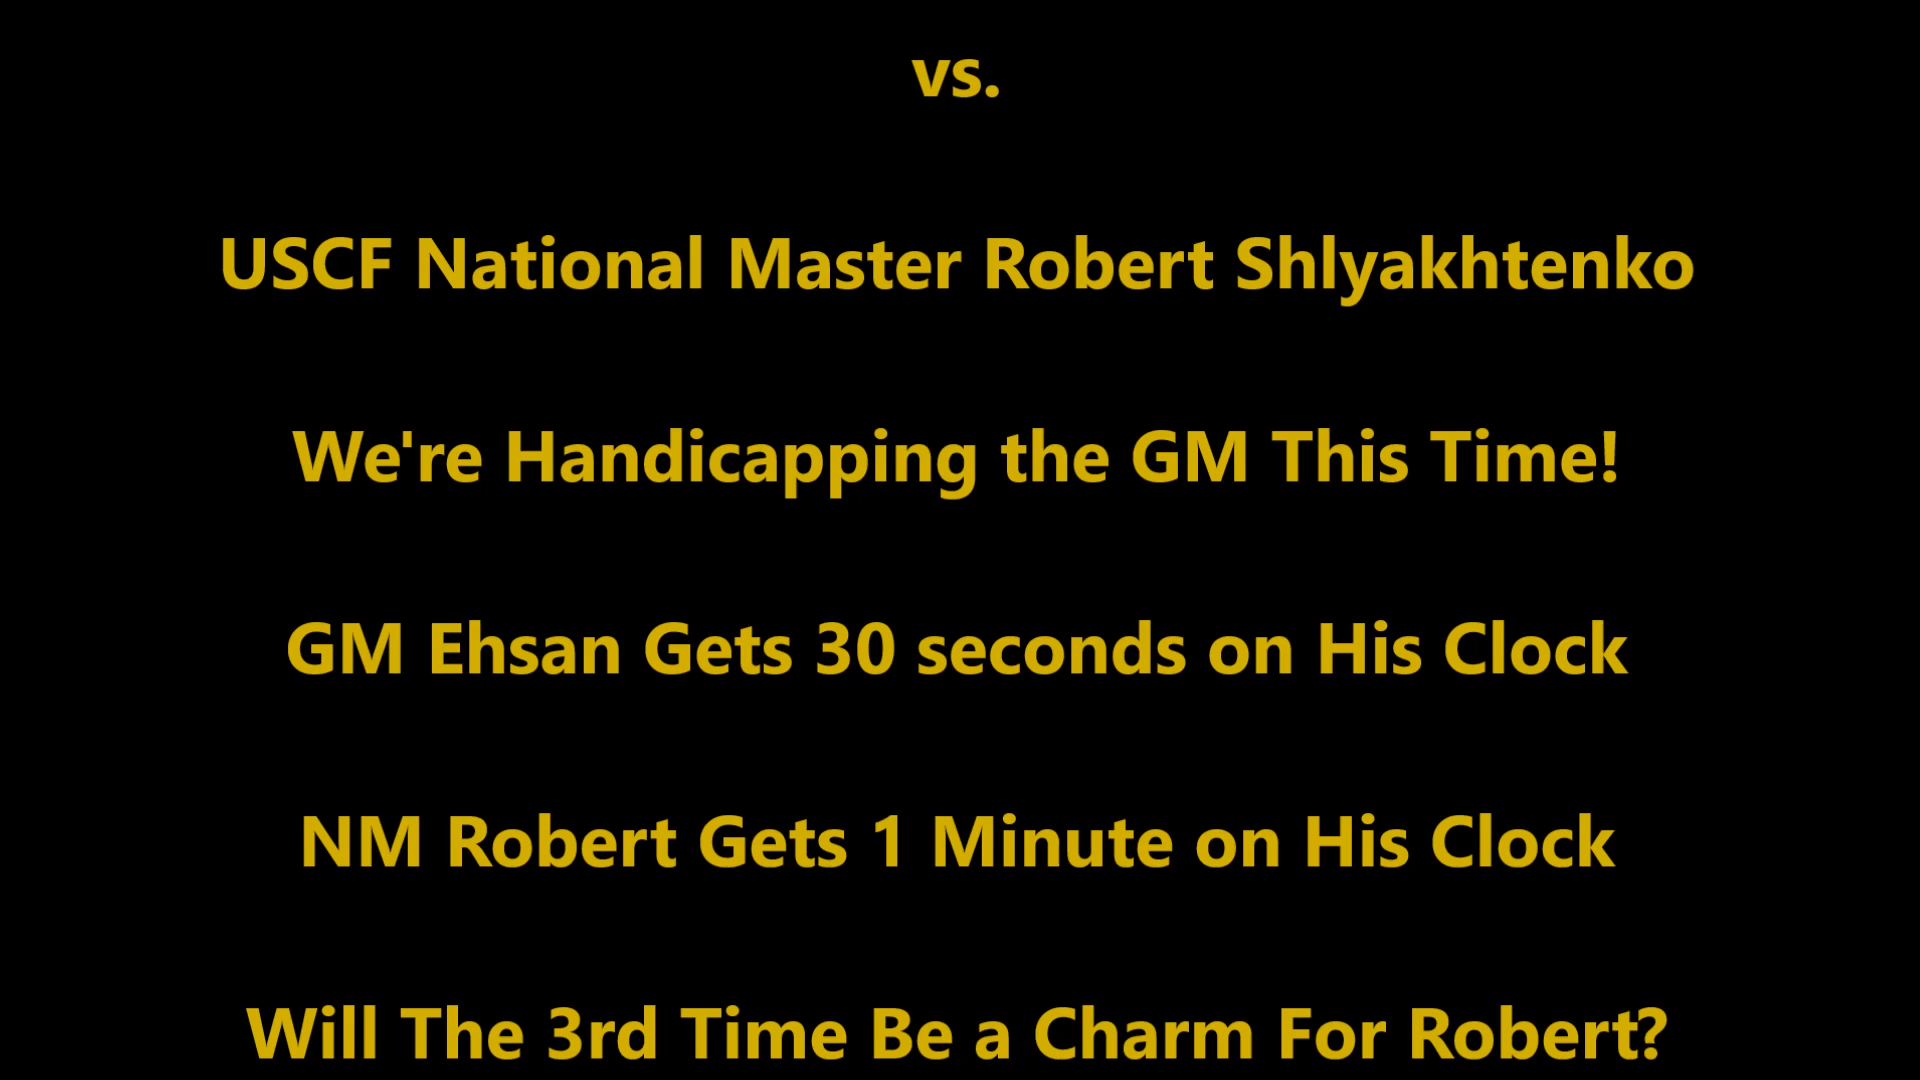 vs.
USCF National Master Robert Shlyakhtenko
We're Handicapping the GM This Time!
GM Ehsan Gets 30 seconds on His Clock
NM Robert Gets 1 Minute on His Clock
Will The 3rd Time Be a Charm For Robert?